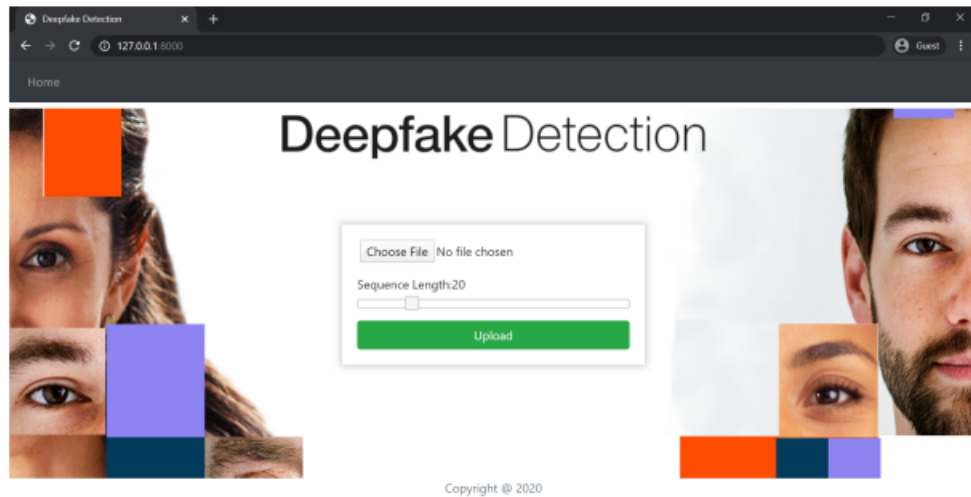 Deepfake Detection
127.0.0.1:8000
Guest
Home
Deepfake Detection
Choose File No file chosen
Sequence Length:20
Upload
Copyright @ 2020